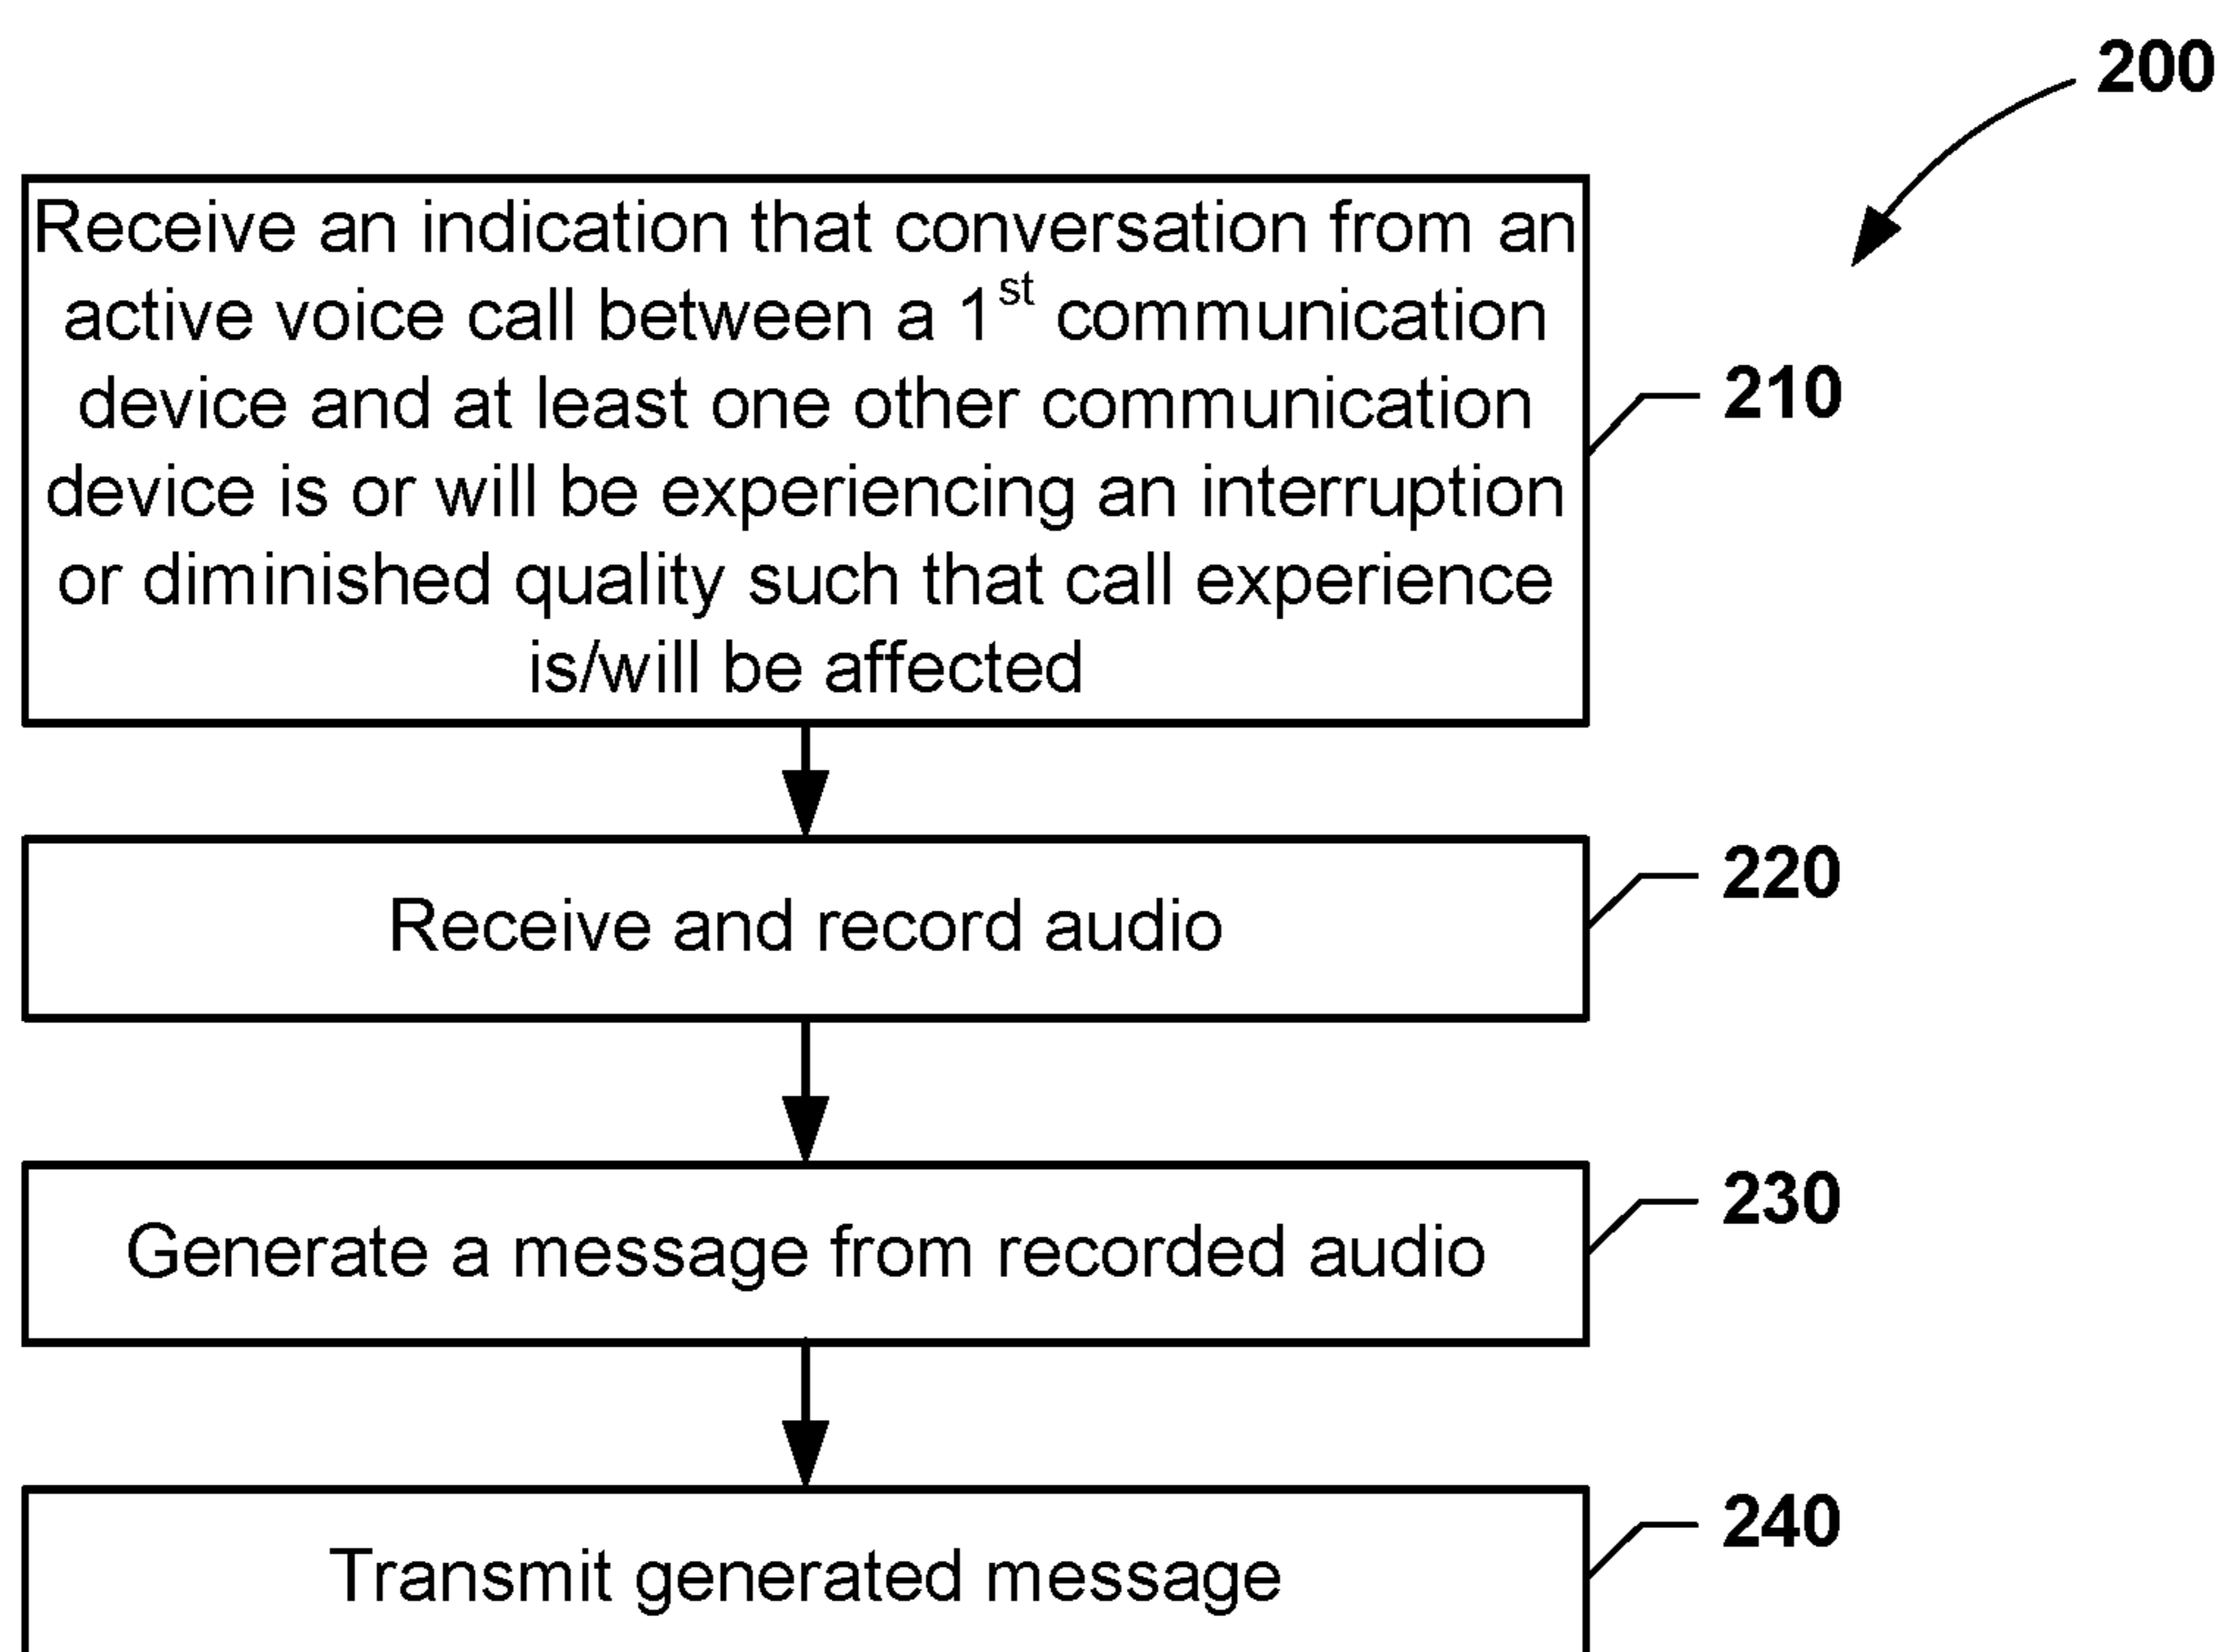 200
Receive an indication that conversation from an
active voice call between a 1st communication
device and at least one other communication
device is or will be experiencing an interruption
or diminished quality such that call experience
is/will be affected
210
Receive and record audio
220
Generate a message from recorded audio
230
Transmit generated message
240